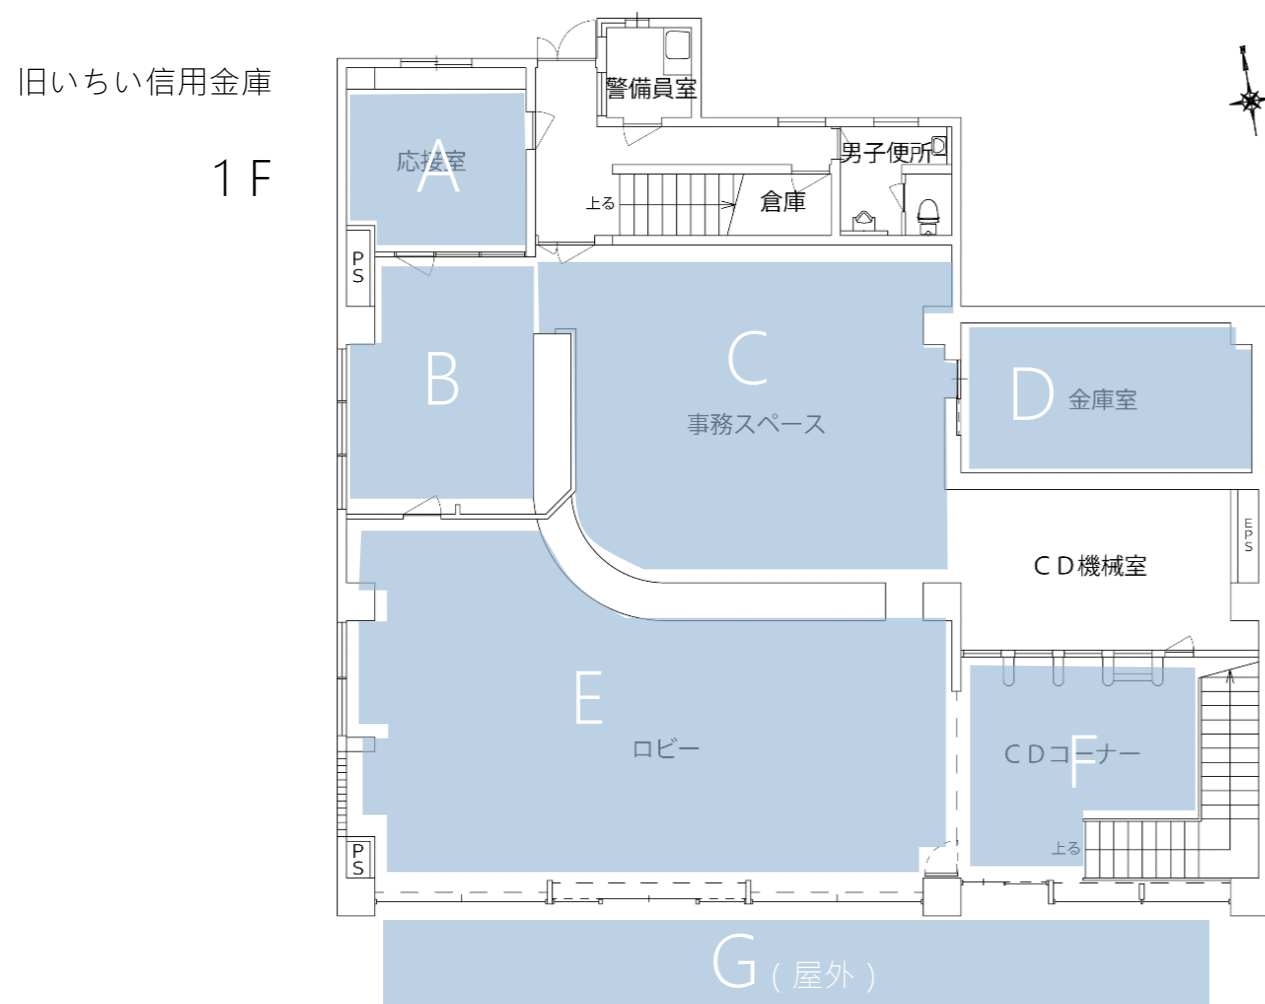 旧いちい信用金庫
1F
警備員室
応接室
A
男子便所
上る
倉庫
PS
B
C
事務スペース
D
金庫室
EPS
CD機械室
E
ロビー
CDコーナー
F
上る
PS
G(屋外)